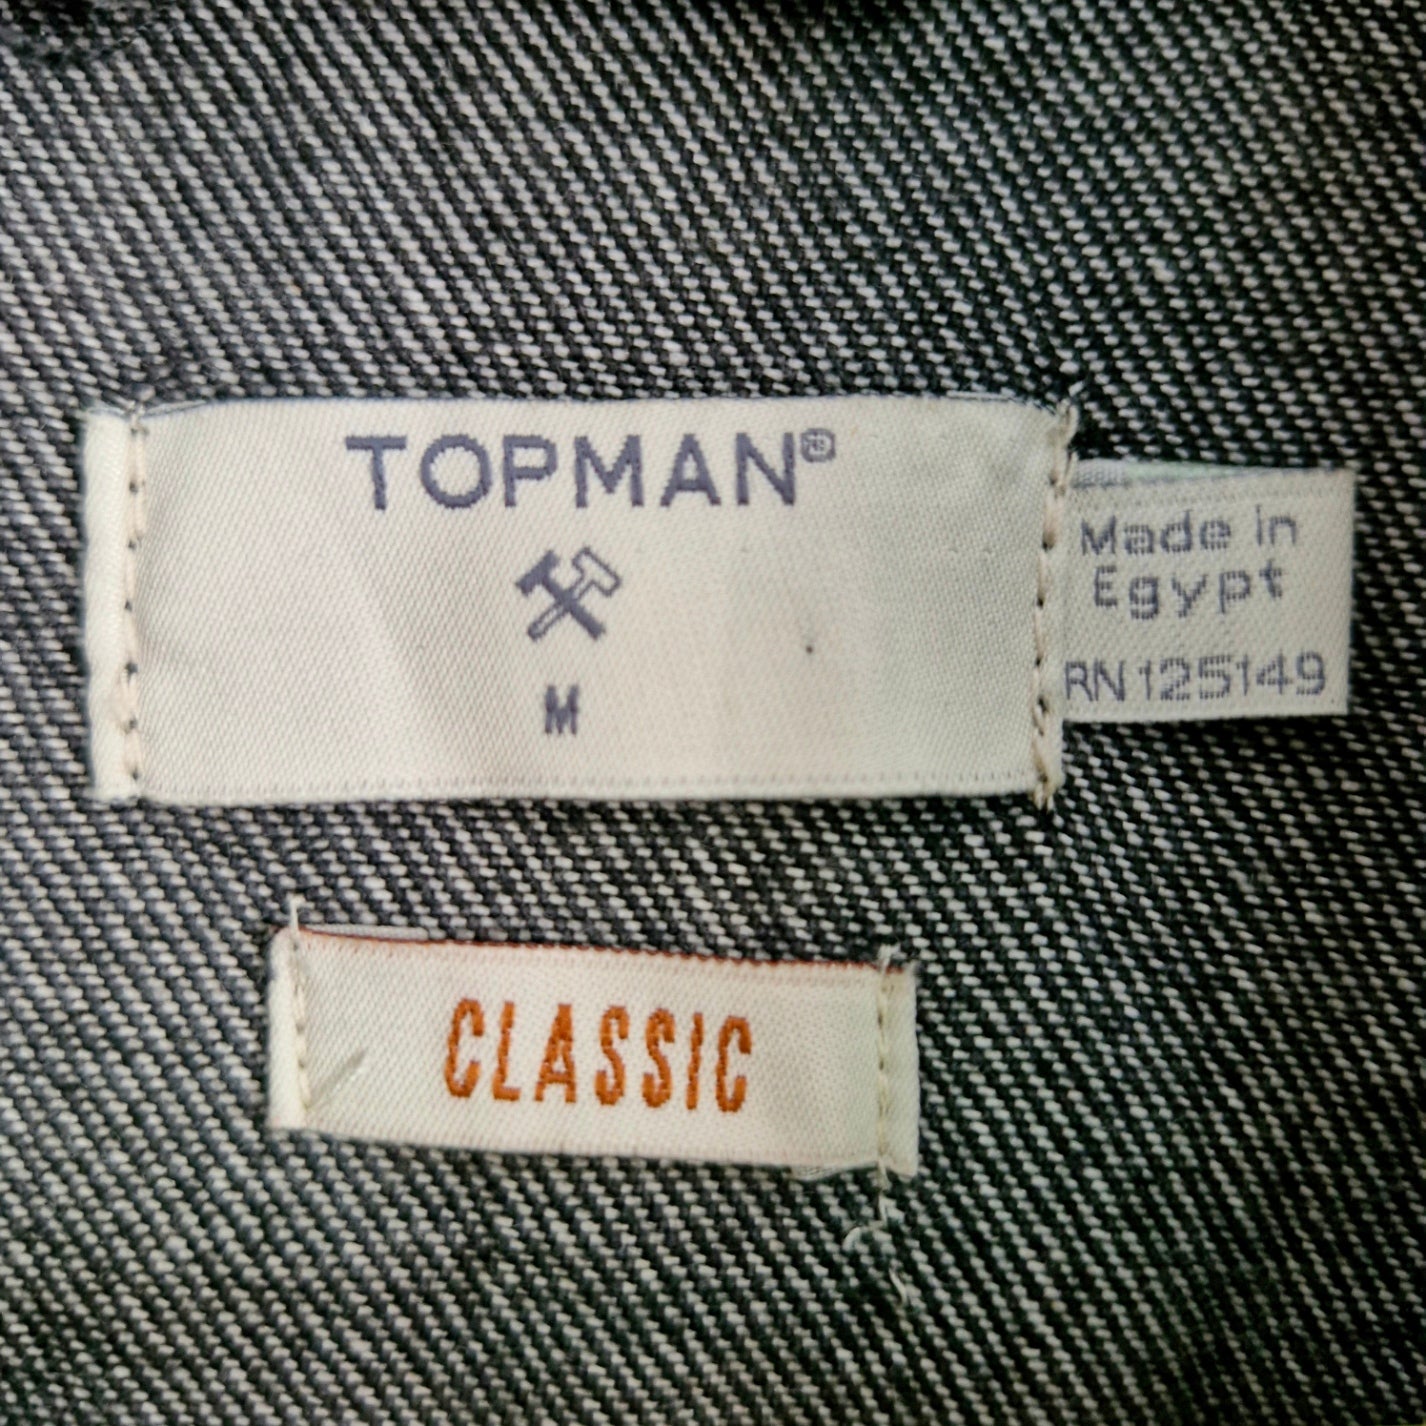 TOPMAN®
M
Made in
Egypt
RN125149
CLASSIC